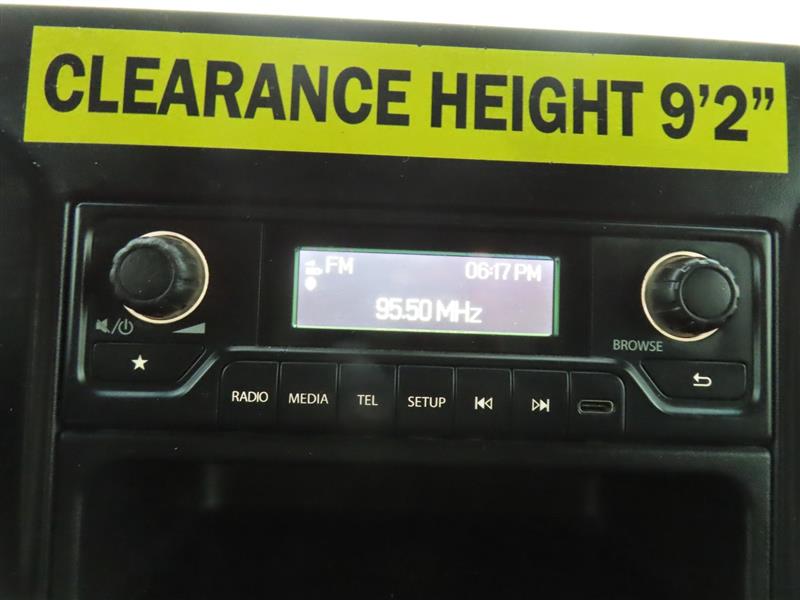 CLEARANCE HEIGHT 9'2"
FM 06:17 PM
95.50 MHz
BROWSE
RADIO MEDIA TEL SETUP